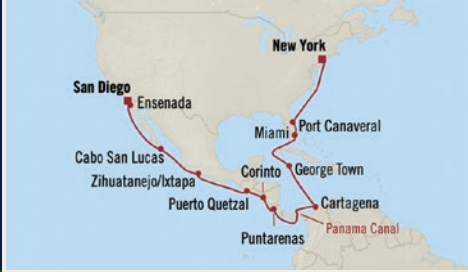 New York
San Diego
Ensenada
Port Canaveral
Miami
Cabo San Lucas
George Town
Zihuatanejo/Ixtapa
Corinto
Puerto Quetzal
Cartagena
Panama Canal
Puntarenas